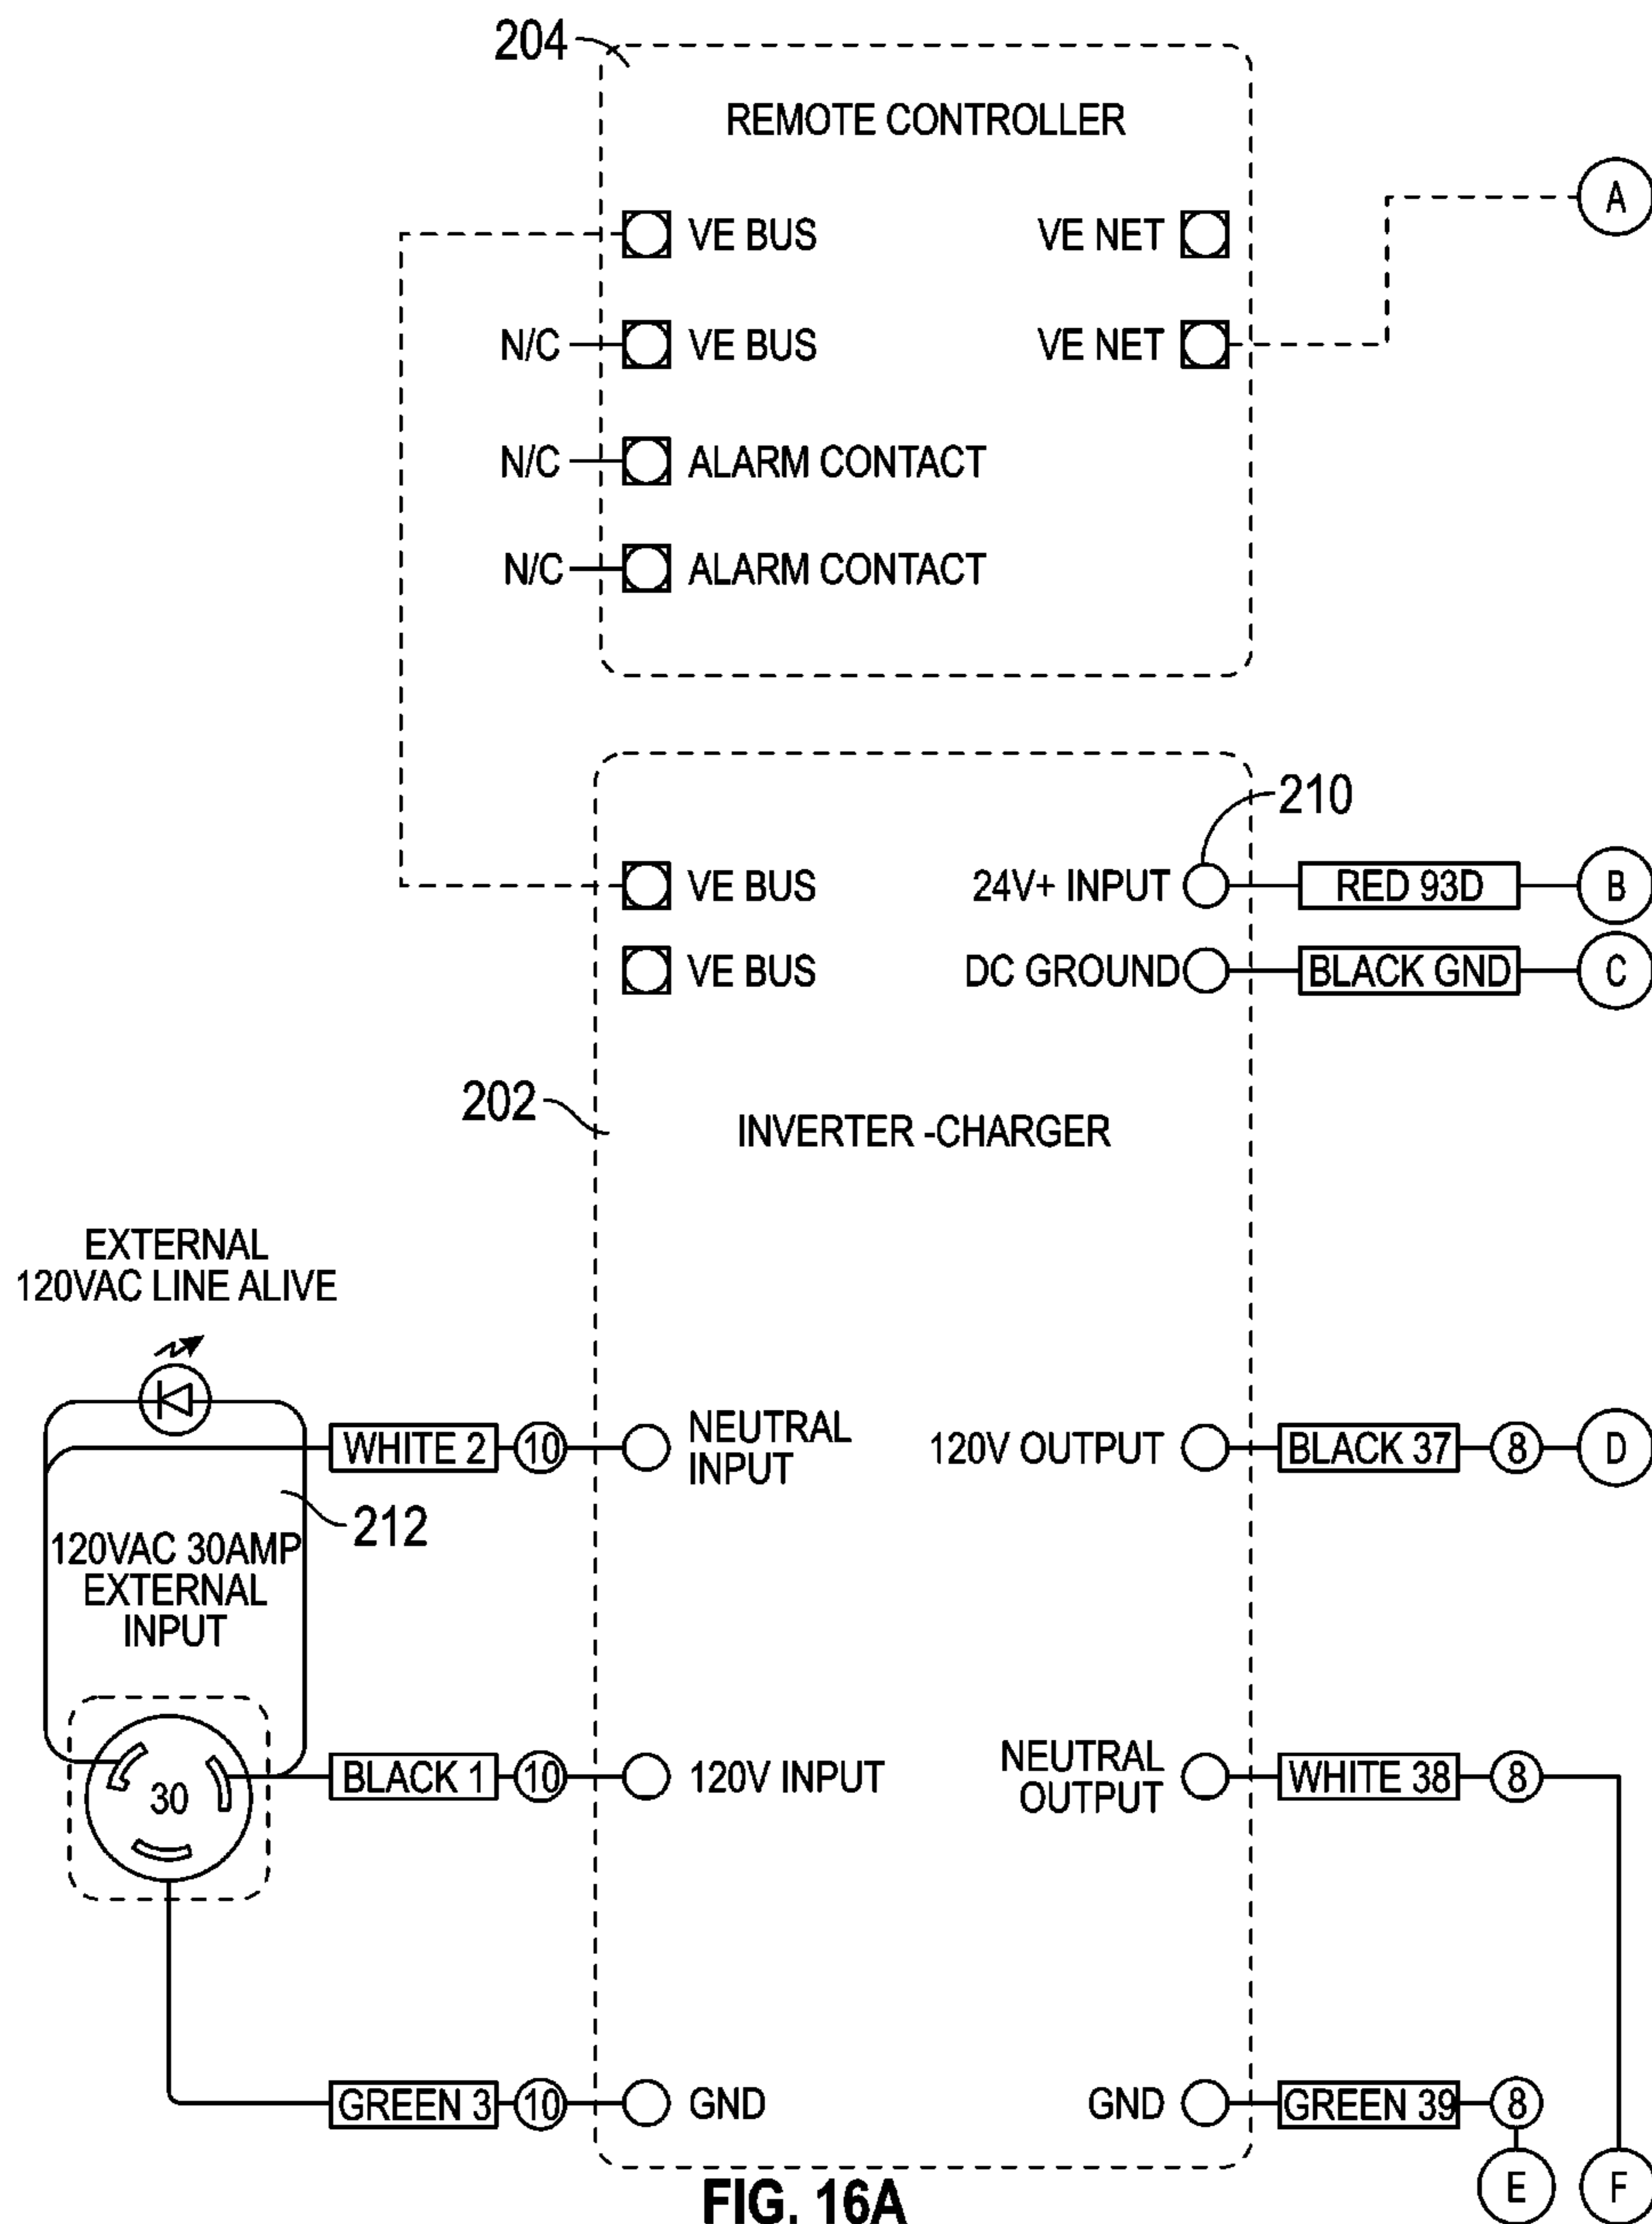 204
REMOTE CONTROLLER
A
VE BUS VE NET
N/C VE BUS VE NET
N/C ALARM CONTACT
N/C ALARM CONTACT
210
VE BUS 24V+ INPUT RED 93D B
VE BUS DC GROUND BLACK GND C
202
INVERTER -CHARGER
EXTERNAL
120VAC LINE ALIVE
WHITE 2 10 NEUTRAL
INPUT
120V OUTPUT BLACK 37 8 D
212
120VAC 30AMP
EXTERNAL
INPUT
30
BLACK 1 10 120V INPUT
NEUTRAL
OUTPUT
WHITE 38 8
GREEN 3 10 GND GND GREEN 39 8
E F
FIG. 16A